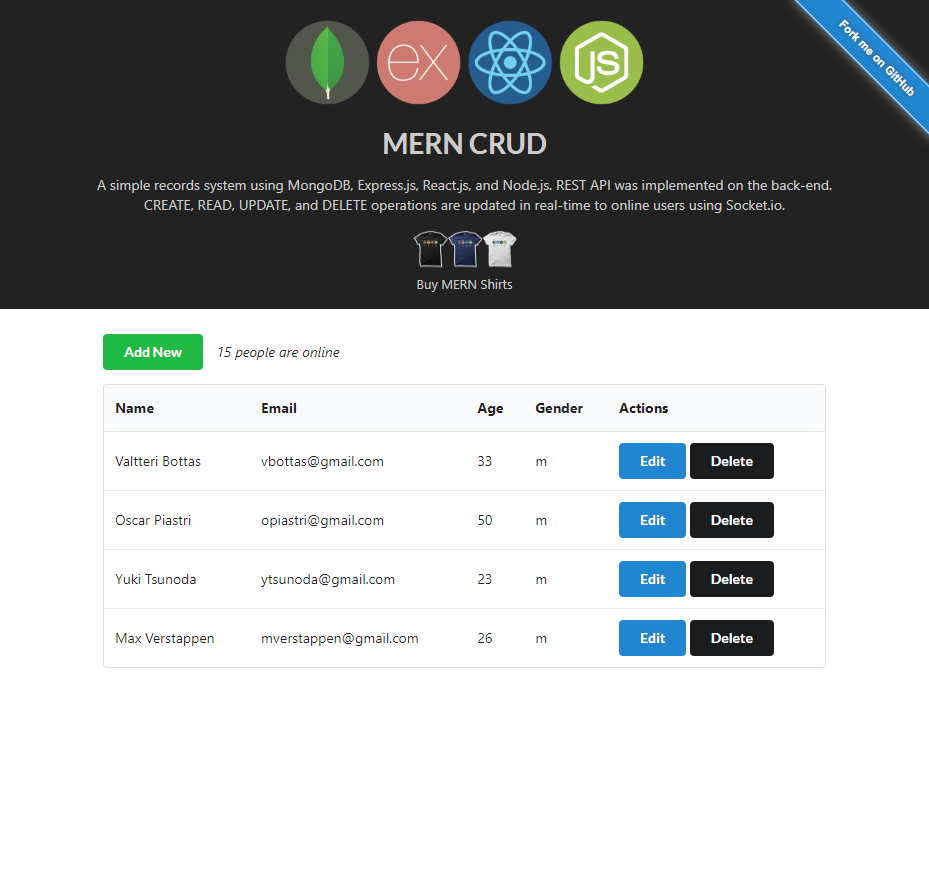 Fork me on GitHub
ex
JS
MERN CRUD
A simple records system using MongoDB, Express.js, React.js, and Node.js. REST API was implemented on the back-end.
CREATE, READ, UPDATE, and DELETE operations are updated in real-time to online users using Socket.io.
Buy MERN Shirts
Add New 15 people are online
Name Email Age Gender Actions
Valtteri Bottas vbottas@gmail.com 33 m Edit Delete
Oscar Piastri opiastri@gmail.com 50 m Edit Delete
Yuki Tsunoda ytsunoda@gmail.com 23 m Edit Delete
Max Verstappen mverstappen@gmail.com 26 m Edit Delete